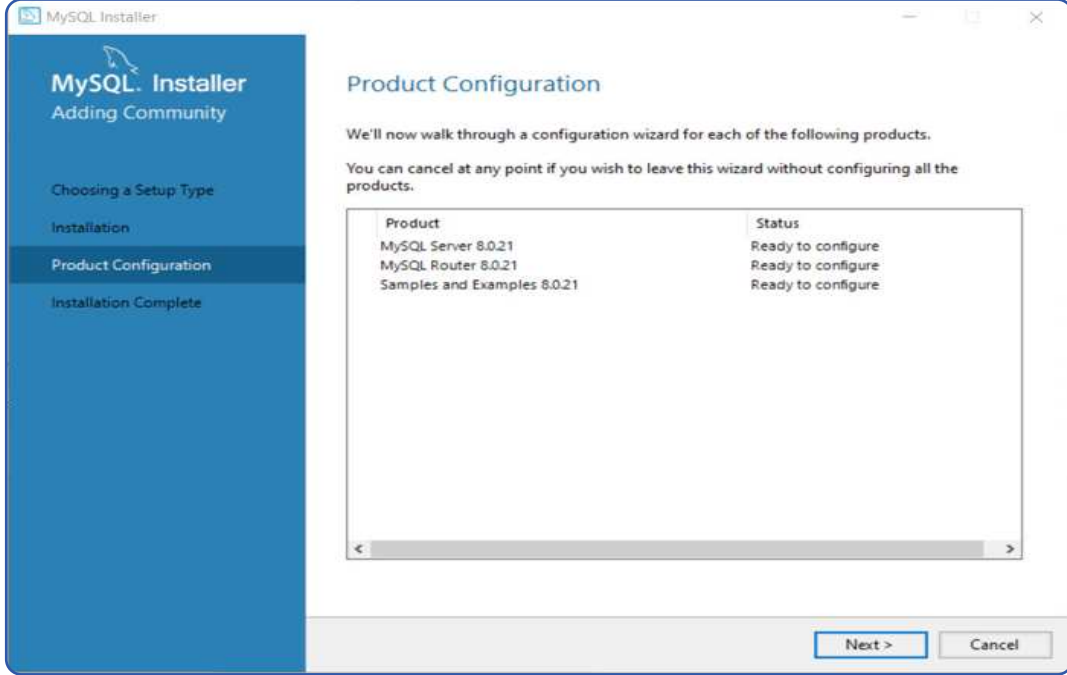 MySQL Installer
MySQL. Installer
Adding Community
Choosing a Setup Type
Installation
Product Configuration
Installation Complete
Product Configuration
We'll now walk through a configuration wizard for each of the following products.
You can cancel at any point if you wish to leave this wizard without configuring all the
products.
Product Status
MySQL Server 8.0.21 Ready to configure
MySQL Router 8.0.21 Ready to configure
Samples and Examples 8.0.21 Ready to configure
Next > Cancel